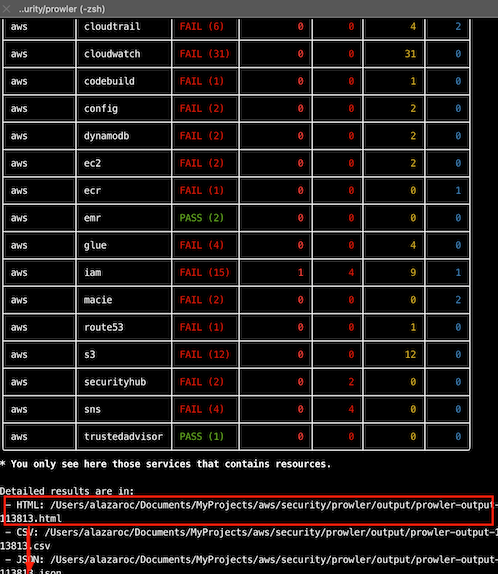 ..urity/prowler (-zsh)
aws cloudtrail FAIL (6) 0 0 4 2
aws cloudwatch FAIL (31) 0 0 31 0
aws codebuild FAIL (1) 0 0 1 0
aws config FAIL (2) 0 0 2 0
aws dynamodb FAIL (2) 0 0 2 0
aws ec2 FAIL (2) 0 0 2 0
aws ecr FAIL (1) 0 0 0 1
aws emr PASS (2) 0 0 0 0
aws glue FAIL (4) 0 0 4 0
aws iam FAIL (15) 1 4 9 1
aws macie FAIL (2) 0 0 0 2
aws route53 FAIL (1) 0 0 1 0
aws s3 FAIL (12) 0 0 12 0
aws securityhub FAIL (2) 0 2 0 0
aws sns FAIL (4) 0 4 0 0
aws trustedadvisor PASS (1) 0 0 0 0
* You only see here those services that contains resources.
Detailed results are in:
- HTML: /Users/alazaroc/Documents/MyProjects/aws/security/prowler/output/prowler-output-
113813.html
- CSV: /Users/alazaroc/Documents/MyProjects/aws/security/prowler/output/prowler-output-1
13813.csv
- JSON: /Users/alazaroc/Documents/MyProjects/aws/security/prowler/output/prowler-output-
113813.json